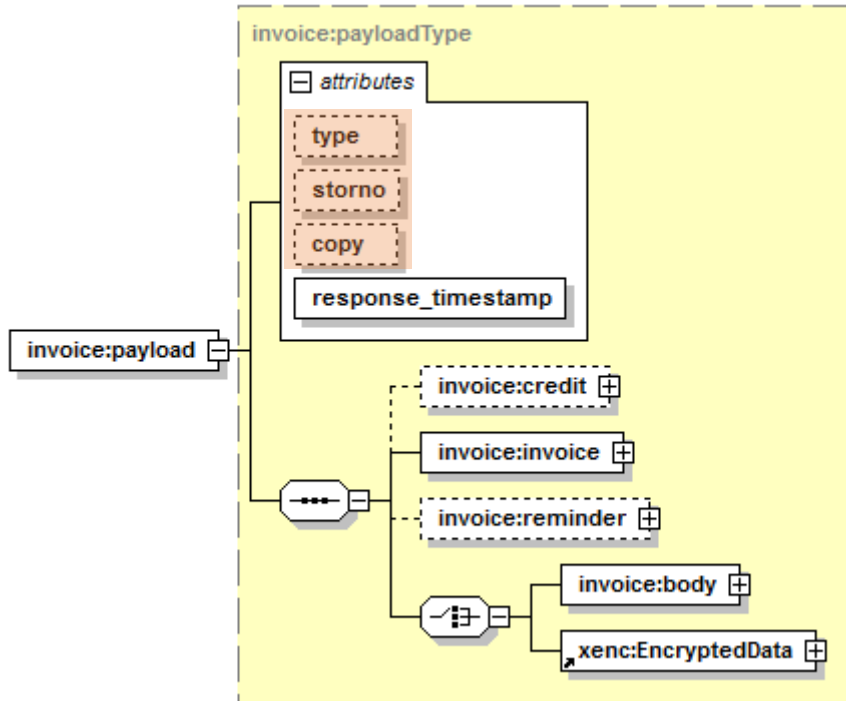 invoice:payloadType
attributes
type
storno
copy
response_timestamp
invoice:payload
invoice:credit
invoice:invoice
invoice:reminder
invoice:body
xenc:EncryptedData